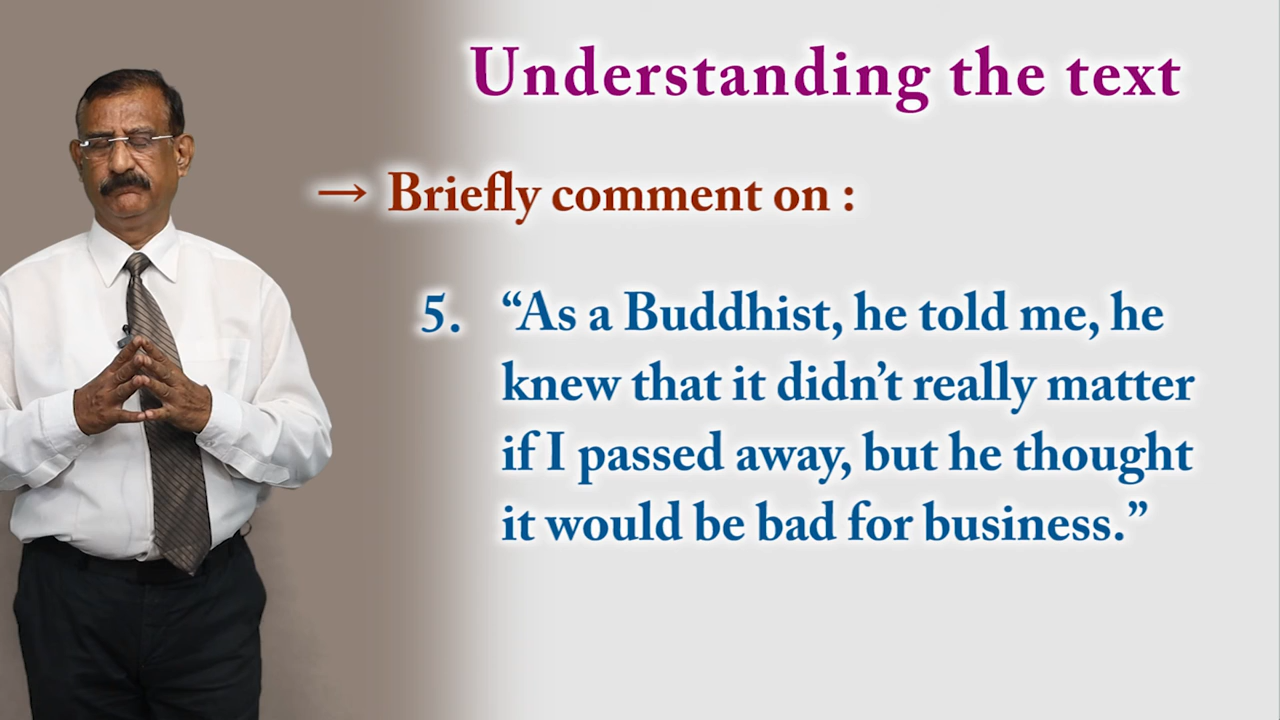 Understanding the text
→ Briefly comment on :
5. “As a Buddhist, he told me, he
knew that it didn’t really matter
if I passed away, but he thought
it would be bad for business.”